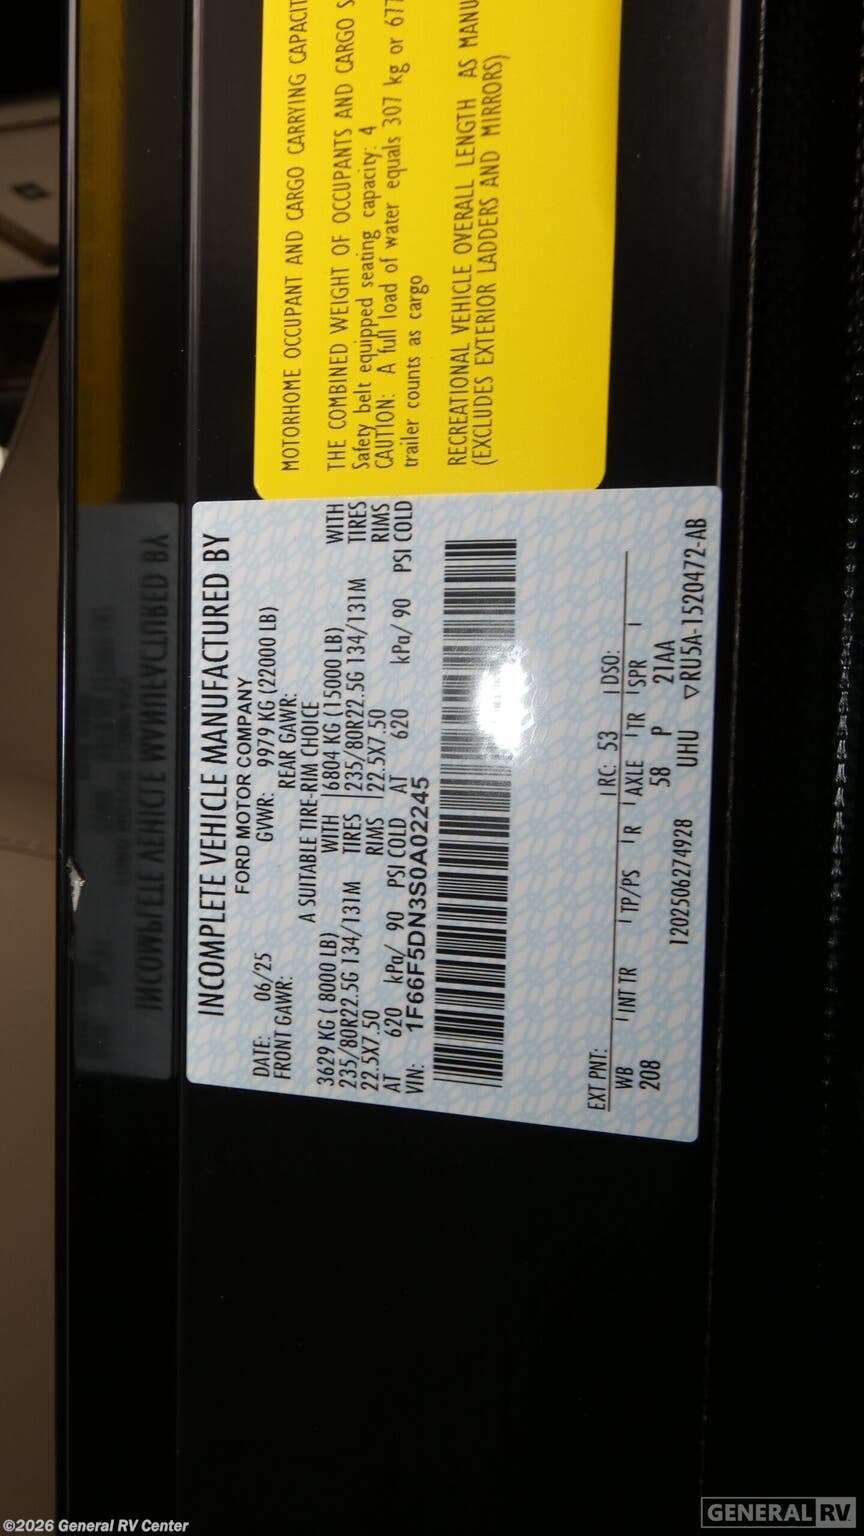 MOTORHOME OCCUPANT AND CARGO CARRYING
THE COMBINED WEIGHT OF OCCUPANTS AND CARGO
Safety belt equipped seating capacity: 4
CAUTION: A full load of water equals 307 kg or
trailer counts as cargo
RECREATIONAL VEHICLE OVERALL LENGTH AS
(EXCLUDES EXTERIOR LADDERS AND MIRRORS)
INCOMPLETE VEHICLE MANUFACTURED BY
FORD MOTOR COMPANY
DATE: 06/25 GVWR: 9979 KG (22000 LB)
FRONT GAWR: REAR GAWR:
A SUITABLE TIRE-RIM CHOICE
3629 KG ( 8000 LB) WITH 6804 KG (15000 LB) WITH
235/80R22.5G 134/131M TIRES 235/80R22.5G 134/131M TIRES
22.5X7.50 RIMS 22.5X7.50 RIMS
AT 620 kPa/ 90 PSI COLD AT 620 kPa/ 90 PSI COLD
VIN: 1F66F5DN3S0A02245
EXT PNT: RC: 53 DSO:
WB INT TR TP/PS R AXLE TR SPR
208 58 P 21AA
UHU ▽RU5A-1520472-AB
1202506274928
INCOMPLETE VEHICLE MANUFACTURED BY
©2026 General RV Center
GENERAL RV